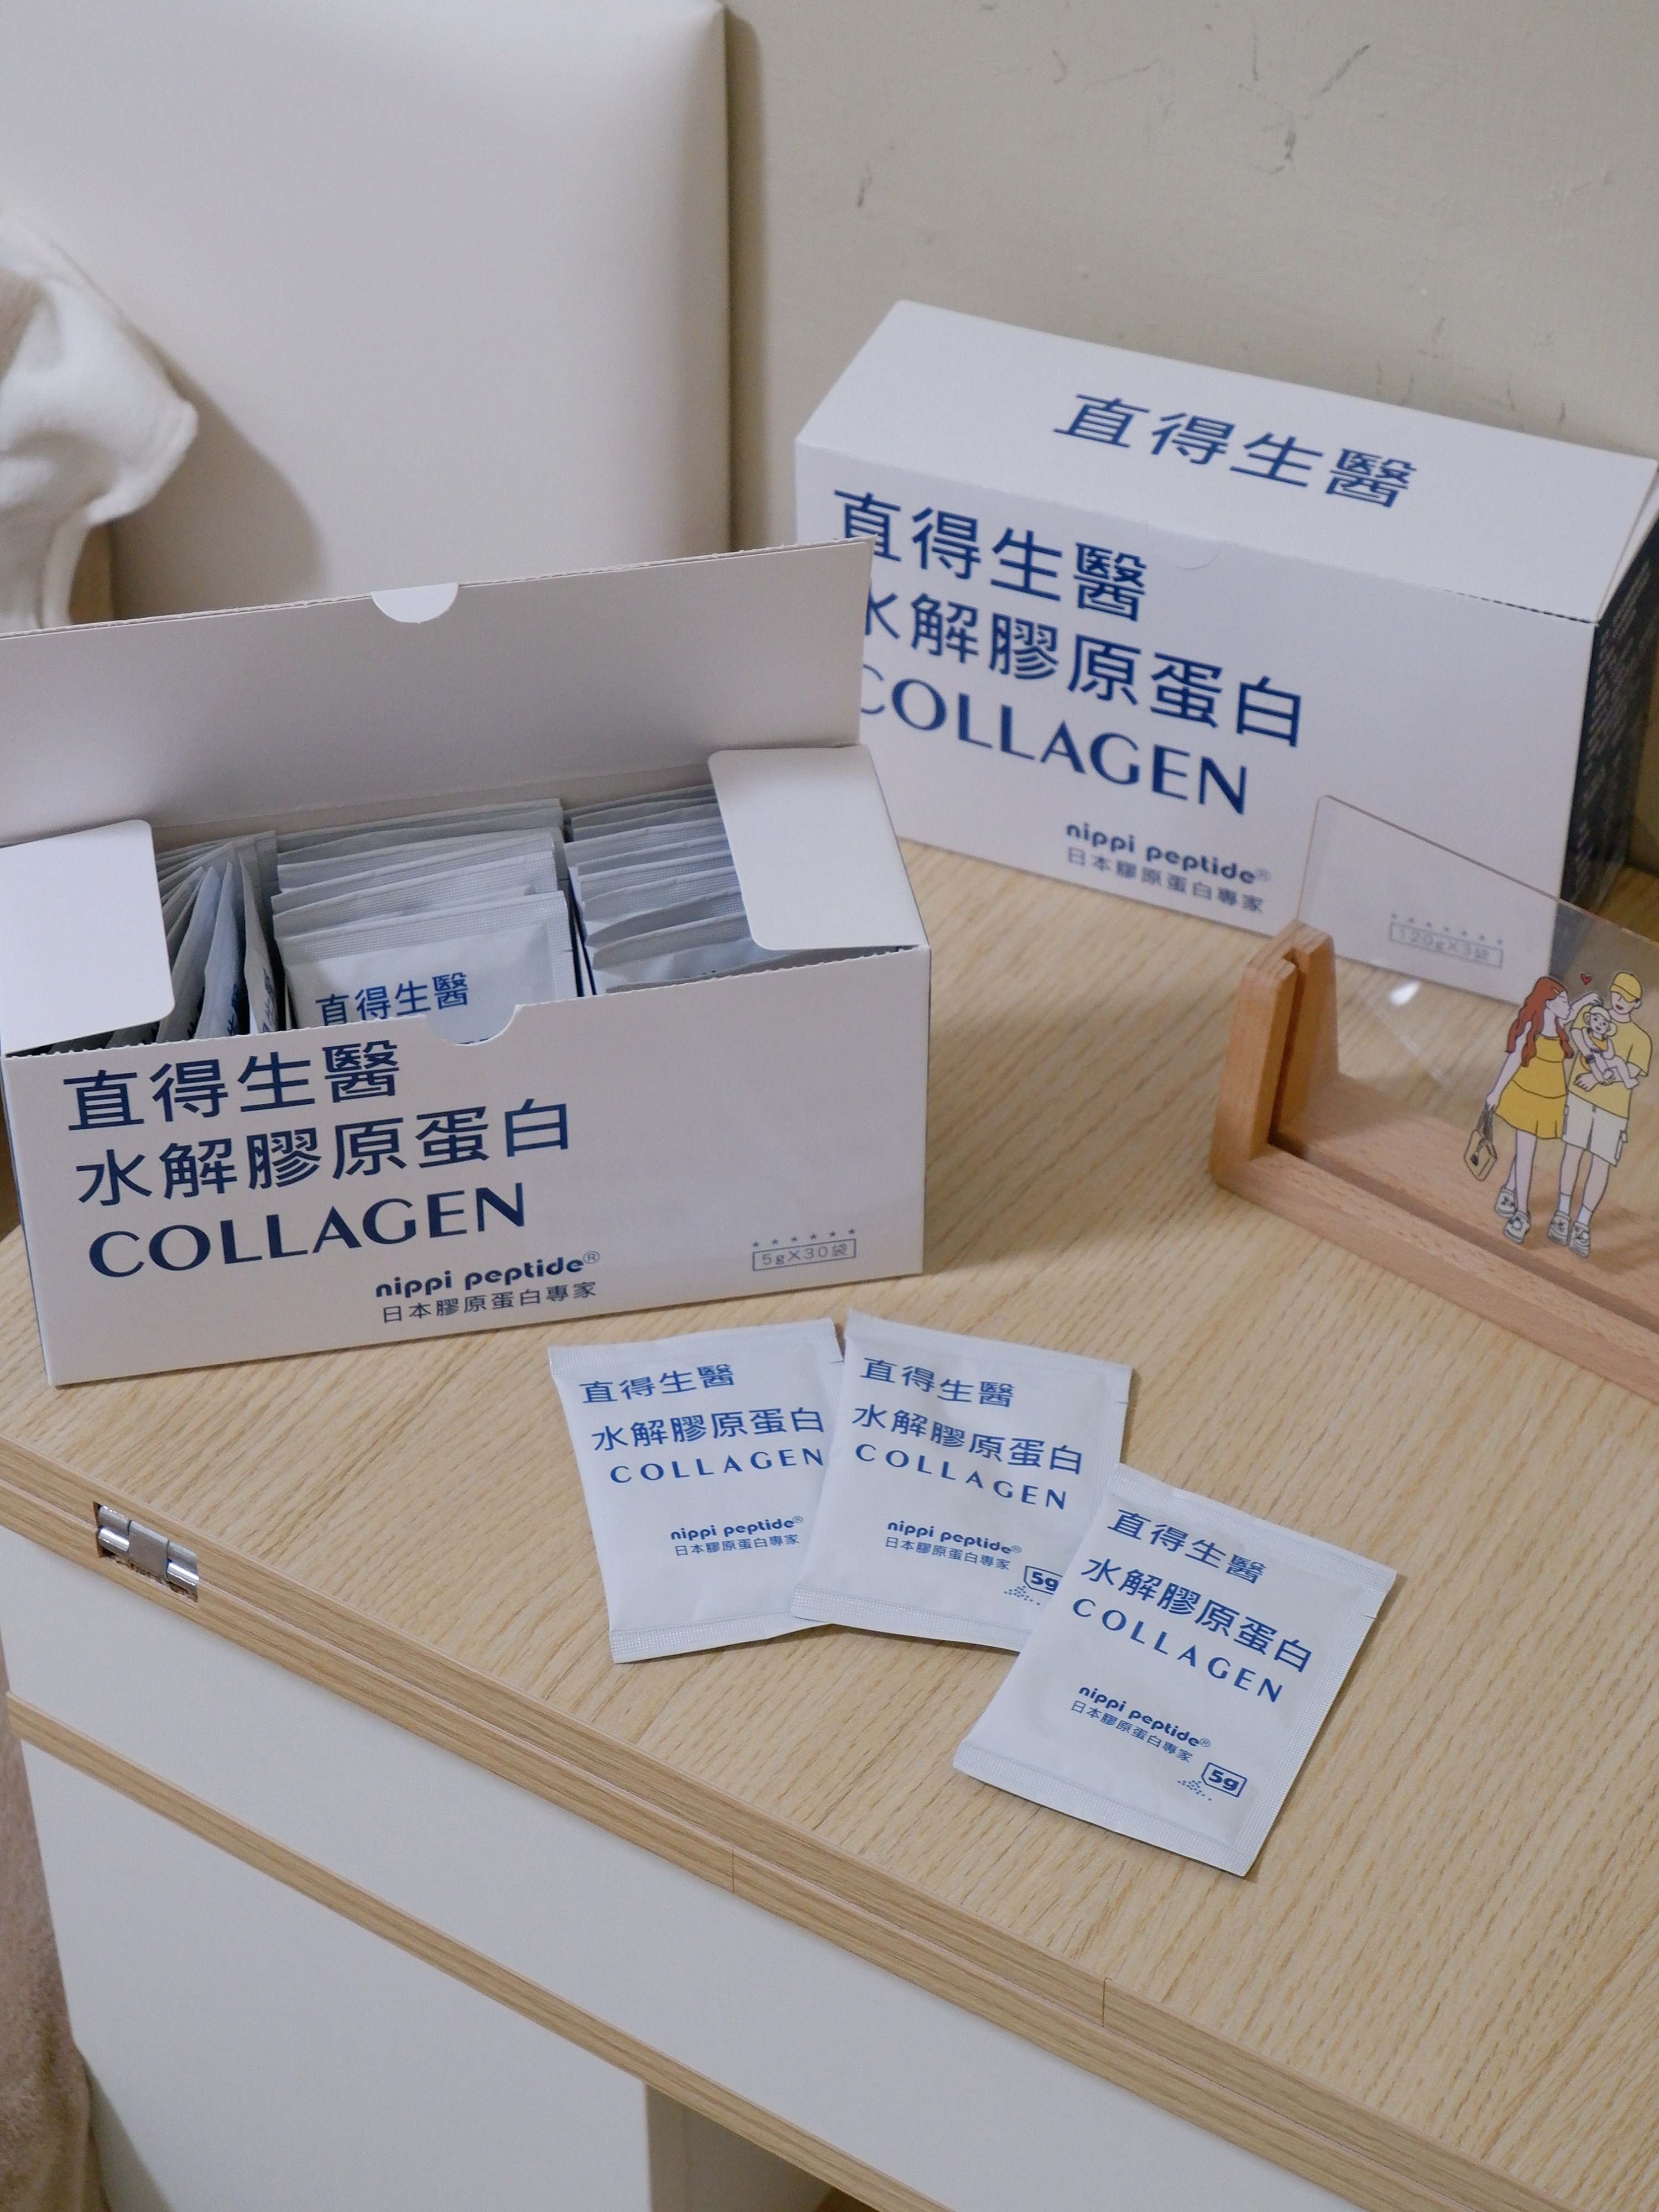 直得生醫
直得生醫
水解膠原蛋白
COLLAGEN
nippi peptide®
日本膠原蛋白專家
120g×3袋
直得生醫
直得生醫
水解膠原蛋白
COLLAGEN
nippi peptide®
日本膠原蛋白專家
5g×30袋
直得生醫
水解膠原蛋白
COLLAGEN
nippi peptide®
日本膠原蛋白專家
直得生醫
水解膠原蛋白
COLLAGEN
nippi peptide®
日本膠原蛋白專家
5g
直得生醫
水解膠原蛋白
COLLAGEN
nippi peptide®
日本膠原蛋白專家
5g